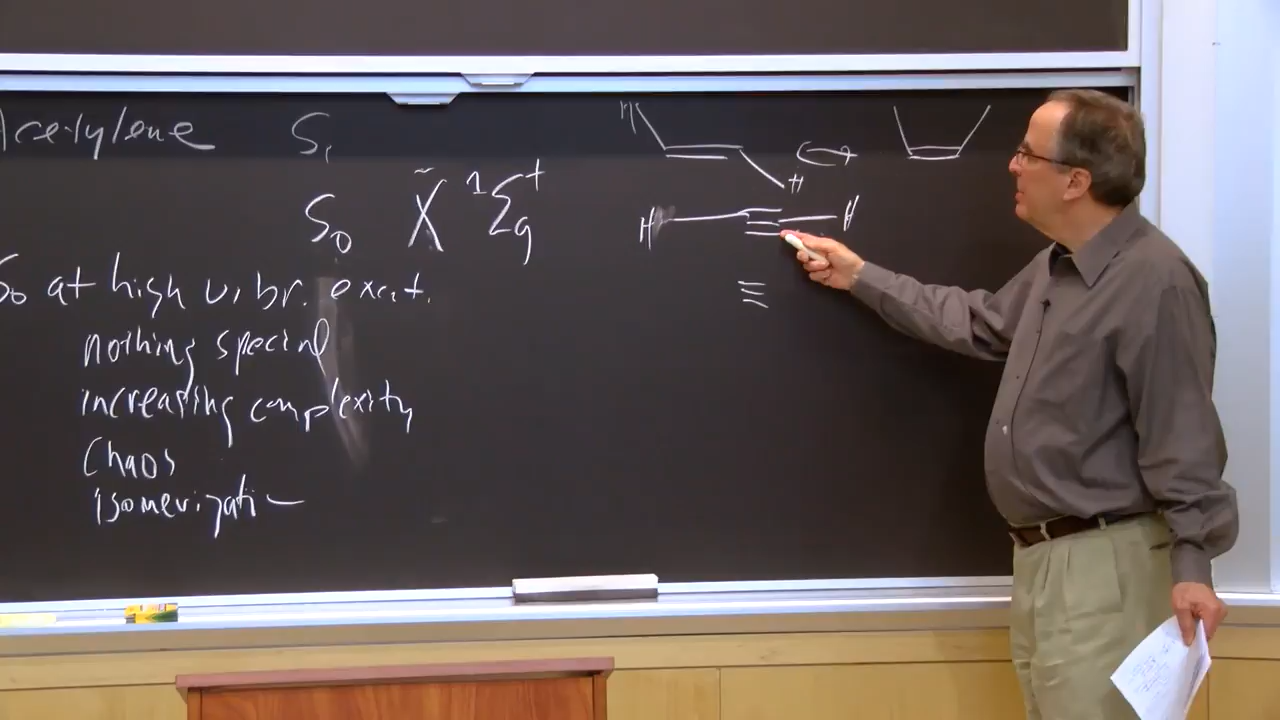 Acetylene S₁
S₀ X̃ ¹Σg⁺
H
H
H H
S₀ at high vibr. excit.
nothing special
increasing complexity
Chaos
isomerization